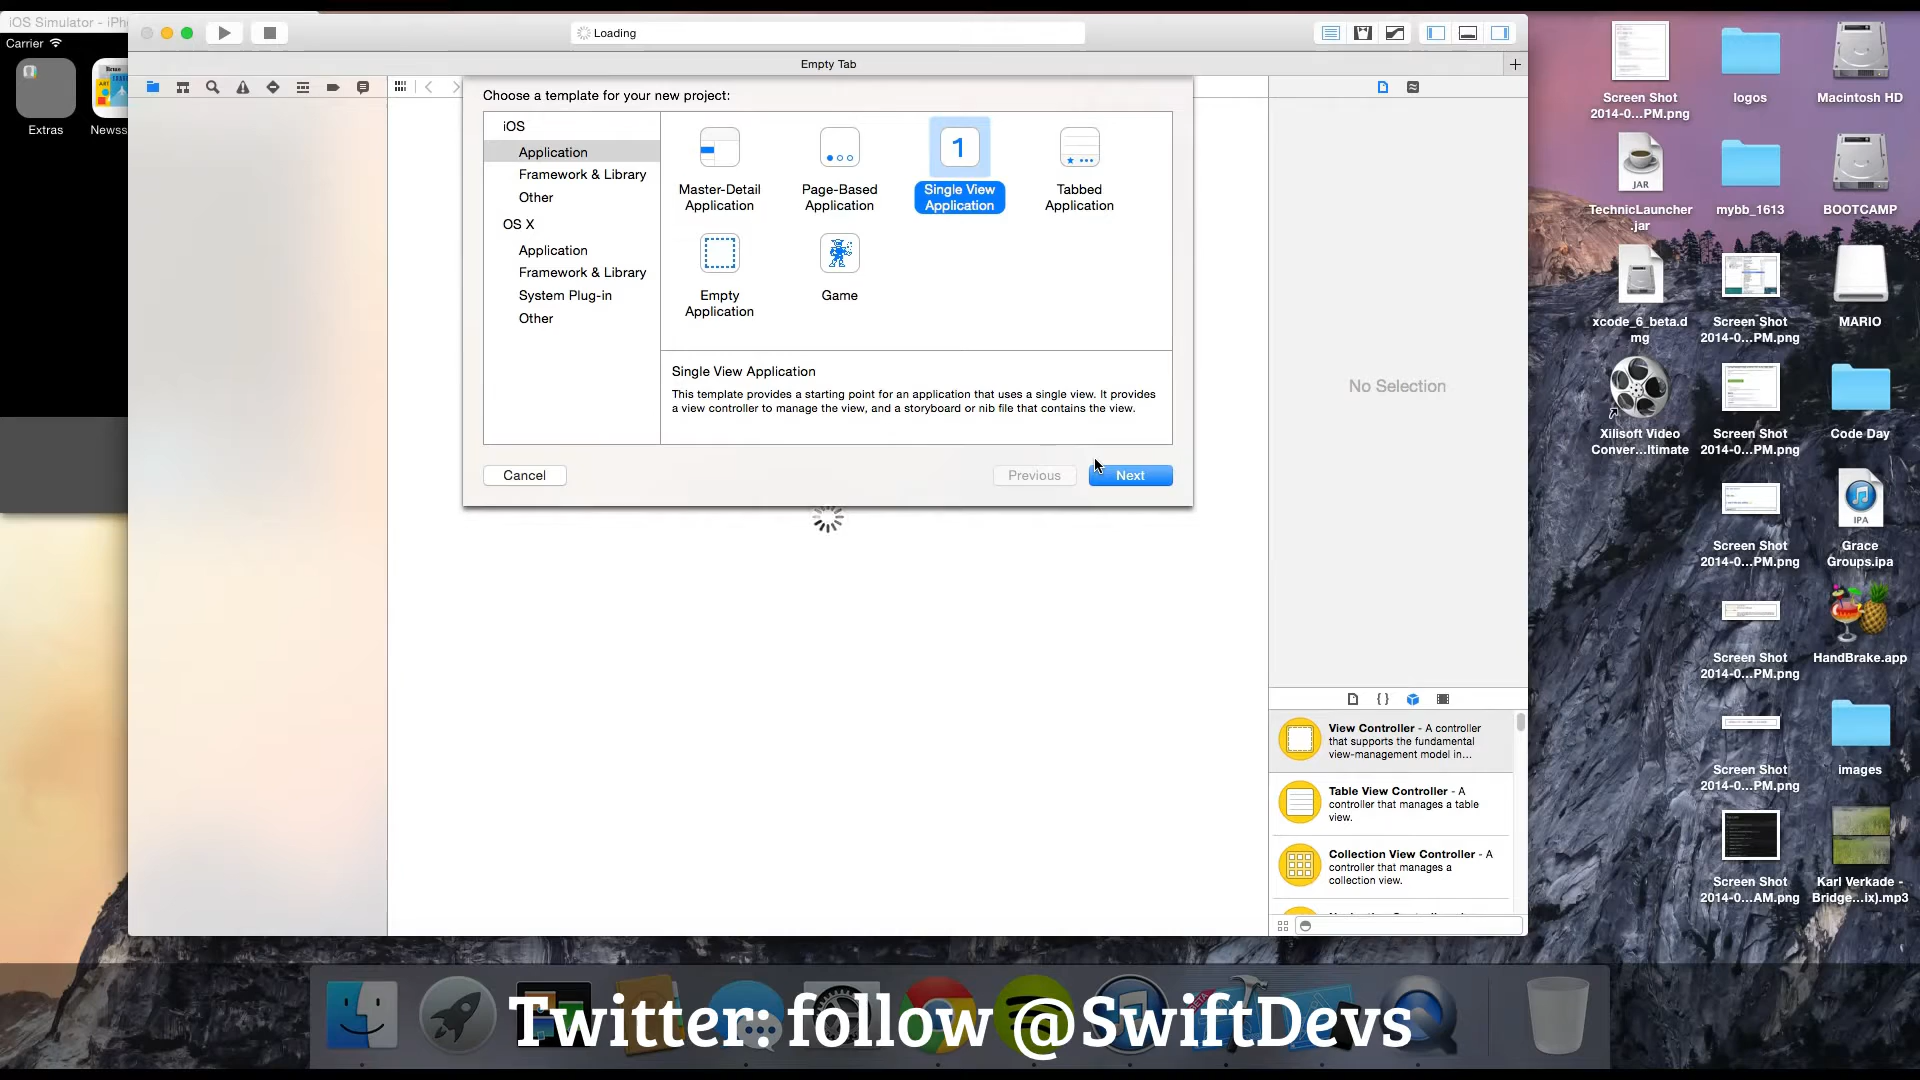 iOS Simulator - iPh
Carrier
Extras
Newss
Loading
Empty Tab
Choose a template for your new project:
iOS
Application
Framework & Library
Other
OS X
Application
Framework & Library
System Plug-in
Other
Master-Detail
Application
Page-Based
Application
1
Single View
Application
Tabbed
Application
Empty
Application
Game
Single View Application
This template provides a starting point for an application that uses a single view. It provides
a view controller to manage the view, and a storyboard or nib file that contains the view.
Cancel
Previous
Next
No Selection
{ }
View Controller - A controller
that supports the fundamental
view-management model in...
Table View Controller - A
controller that manages a table
view.
Collection View Controller - A
controller that manages a
collection view.
Screen Shot
2014-0...PM.png
logos
Macintosh HD
JAR
TechnicLauncher
.jar
mybb_1613
BOOTCAMP
xcode_6_beta.d
mg
Screen Shot
2014-0...PM.png
MARIO
Xilisoft Video
Conver...ltimate
Screen Shot
2014-0...PM.png
Code Day
Screen Shot
2014-0...PM.png
IPA
Grace
Groups.ipa
Screen Shot
2014-0...PM.png
HandBrake.app
Screen Shot
2014-0...PM.png
images
Screen Shot
2014-0...AM.png
Karl Verkade -
Bridge...ix).mp3
Twitter: follow @SwiftDevs